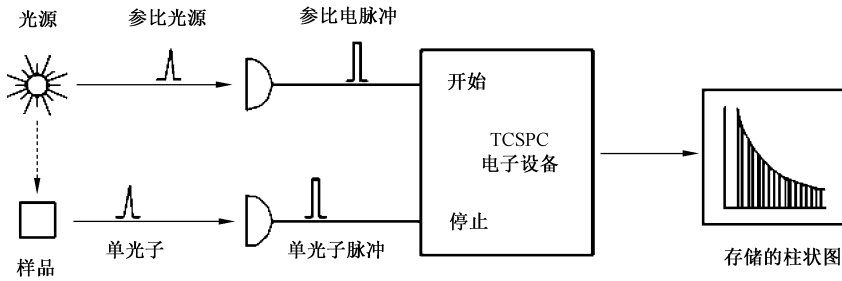 光源
参比光源
参比电脉冲
开始
TCSPC
电子设备
停止
样品
单光子
单光子脉冲
存储的柱状图